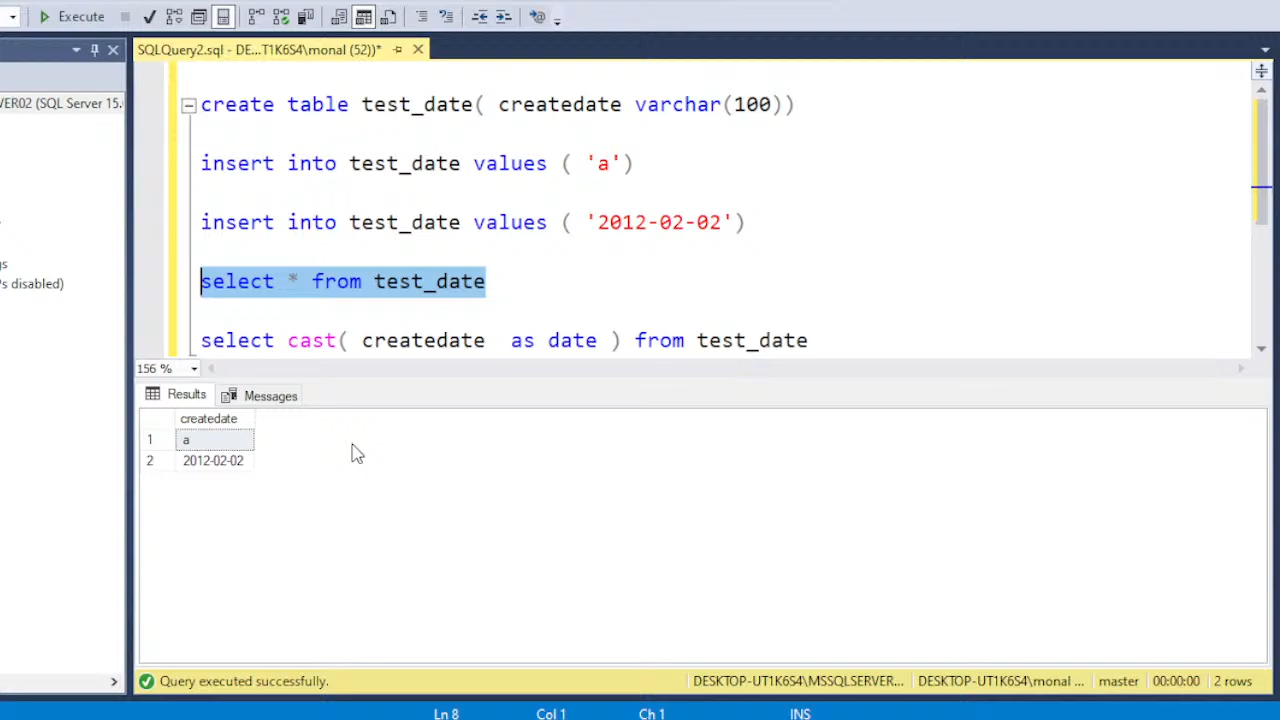 Execute
SQLQuery2.sql - DE...T1K6S4\monal (52))*
VER02 (SQL Server 15.
create table test_date( createdate varchar(100))
insert into test_date values ( 'a')
insert into test_date values ( '2012-02-02')
gs
's disabled)
select * from test_date
select cast( createdate  as date ) from test_date
156 %
Results Messages
createdate
1 a
2 2012-02-02
Query executed successfully. DESKTOP-UT1K6S4\MSSQLSERVER... DESKTOP-UT1K6S4\monal ... master 00:00:00 2 rows
Ln 8 Col 1 Ch 1 INS